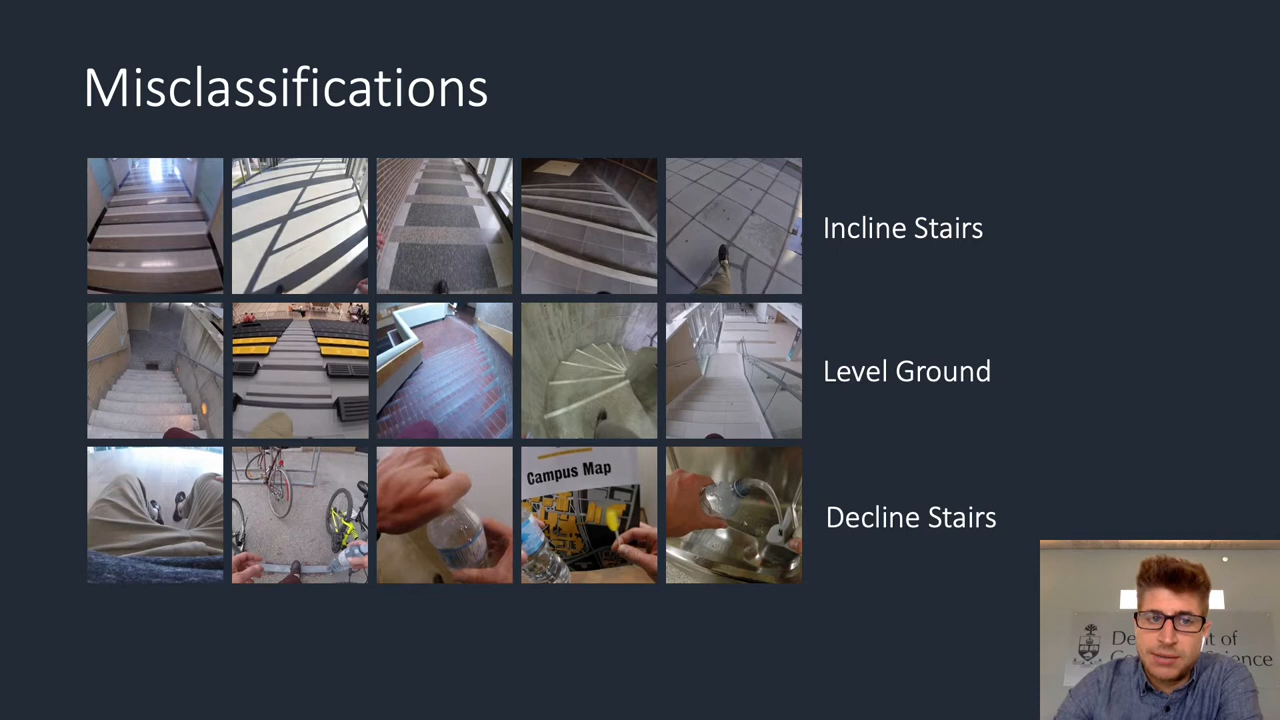 Misclassifications
Incline Stairs
Level Ground
Campus Map
Decline Stairs